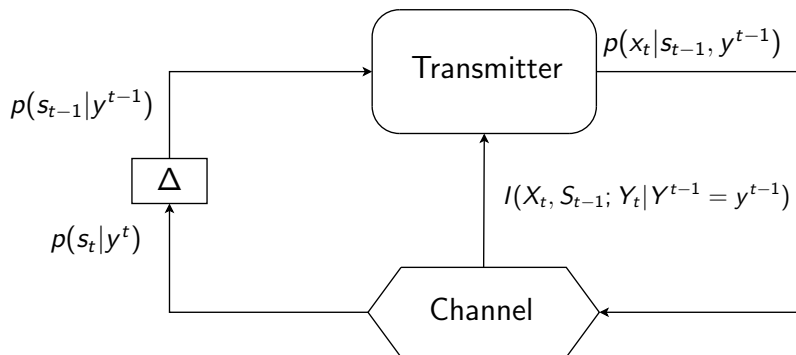 Transmitter
p(x_t|s_{t−1}, y^{t−1})
p(s_{t−1}|y^{t−1})
Δ
I(X_t, S_{t−1}; Y_t|Y^{t−1} = y^{t−1})
p(s_t|y^t)
Channel